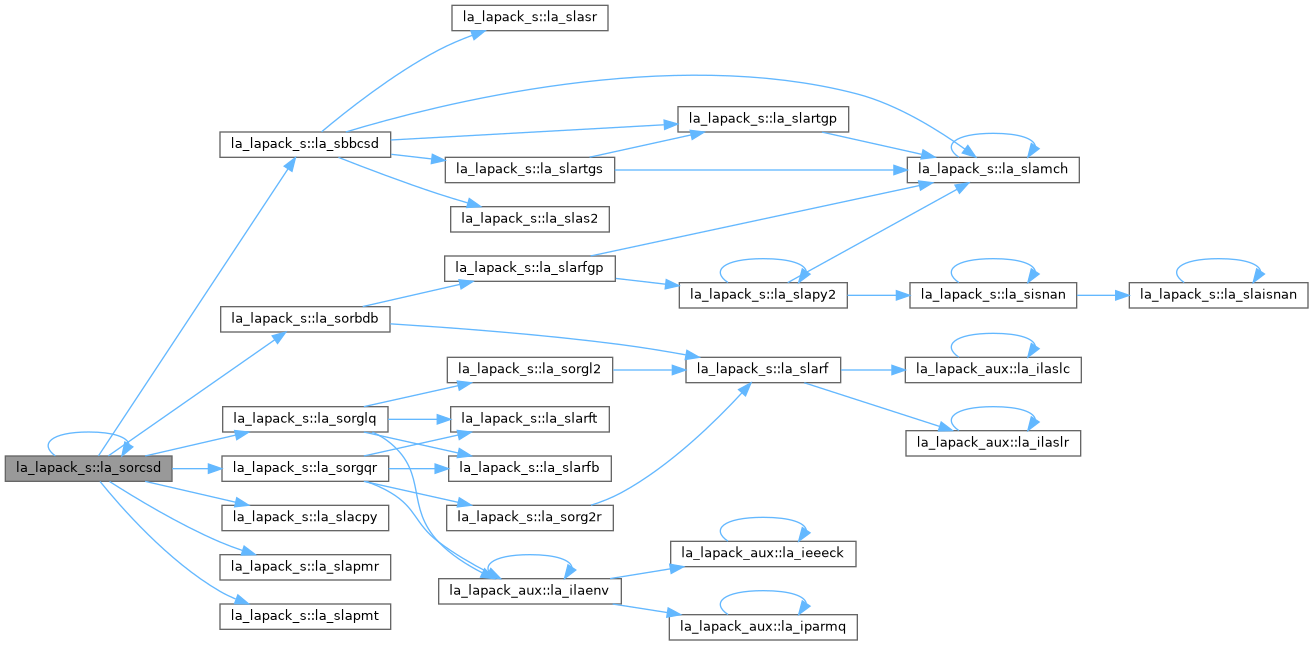 la_lapack_s::la_slasr
la_lapack_s::la_slartgp
la_lapack_s::la_sbbcsd
la_lapack_s::la_slartgs
la_lapack_s::la_slamch
la_lapack_s::la_slas2
la_lapack_s::la_slarfgp
la_lapack_s::la_slapy2
la_lapack_s::la_sisnan
la_lapack_s::la_slaisnan
la_lapack_s::la_sorbdb
la_lapack_s::la_sorgl2
la_lapack_s::la_slarf
la_lapack_aux::la_ilaslc
la_lapack_s::la_sorglq
la_lapack_s::la_slarft
la_lapack_aux::la_ilaslr
la_lapack_s::la_sorcsd
la_lapack_s::la_sorgqr
la_lapack_s::la_slarfb
la_lapack_s::la_slacpy
la_lapack_s::la_sorg2r
la_lapack_aux::la_ieeeck
la_lapack_s::la_slapmr
la_lapack_aux::la_ilaenv
la_lapack_s::la_slapmt
la_lapack_aux::la_iparmq